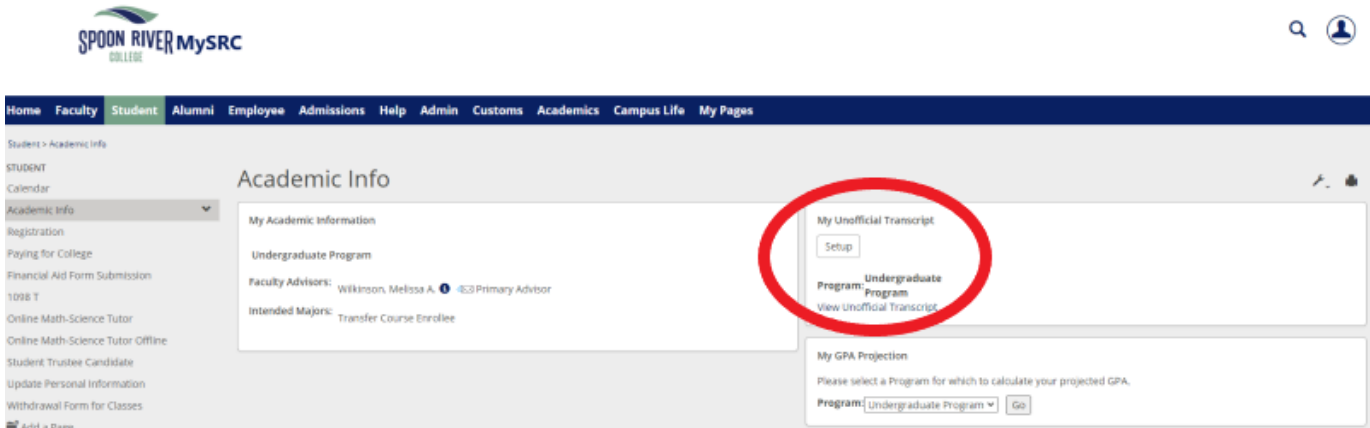 SPOON RIVER MySRC
COLLEGE
Home Faculty Student Alumni Employee Admissions Help Admin Customs Academics Campus Life My Pages
Student > Academic Info
STUDENT
Calendar
Academic Info
Registration
Paying for College
Financial Aid Form Submission
1098 T
Online Math-Science Tutor
Online Math-Science Tutor Offline
Student Trustee Candidate
Update Personal Information
Withdrawal Form for Classes
Add a Page
Academic Info
My Academic Information
Undergraduate Program
Faculty Advisors: Wilkinson, Melissa A. Primary Advisor
Intended Majors: Transfer Course Enrollee
My Unofficial Transcript
Setup
Program: Undergraduate
Program
View Unofficial Transcript
My GPA Projection
Please select a Program for which to calculate your projected GPA.
Program: Undergraduate Program Go